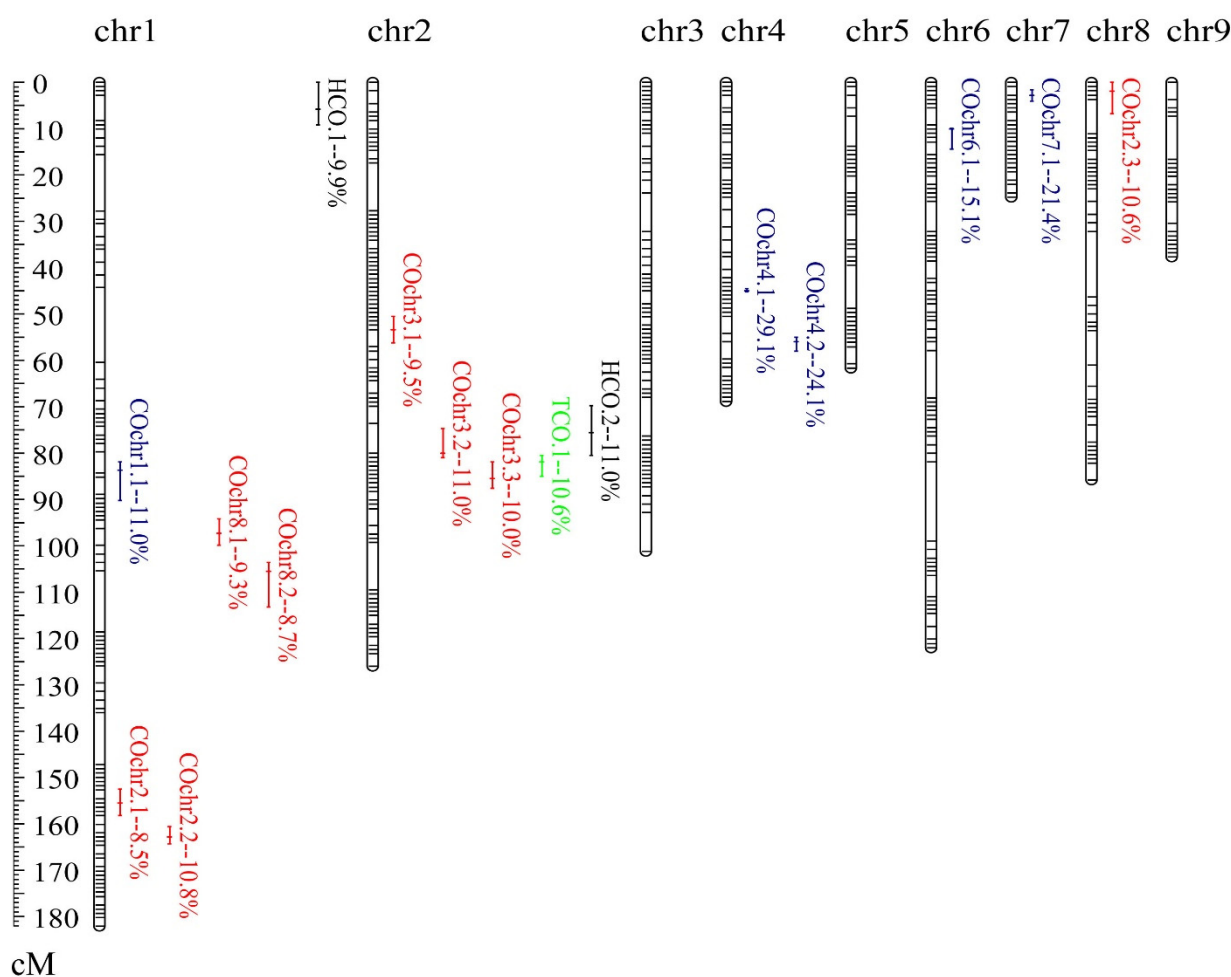 chr1 chr2 chr3 chr4 chr5 chr6 chr7 chr8 chr9
0
10
20
30
40
50
60
70
80
90
100
110
120
130
140
150
160
170
180
cM
COchr1.1--11.0%
COchr8.1--9.3%
COchr8.2--8.7%
COchr2.1--8.5%
COchr2.2--10.8%
HCO.1--9.9%
COchr3.1--9.5%
COchr3.2--11.0%
COchr3.3--10.0%
TCO.1--10.6%
HCO.2--11.0%
COchr4.1--29.1%
COchr4.2--24.1%
COchr6.1--15.1%
COchr7.1--21.4%
COchr2.3--10.6%